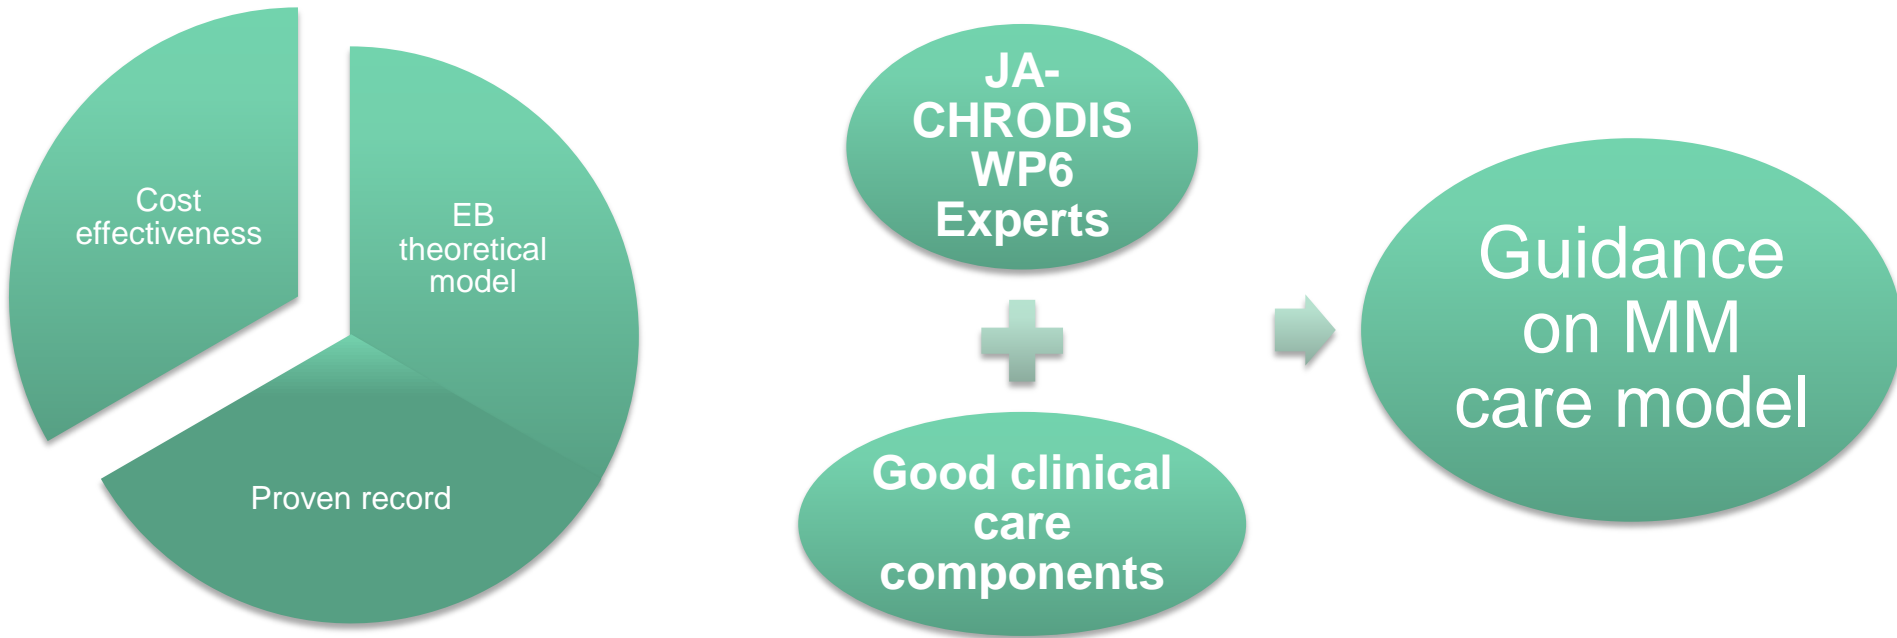 Cost
effectiveness
EB
theoretical
model
Proven record
JA-
CHRODIS
WP6
Experts
Good clinical
care
components
Guidance
on MM
care model